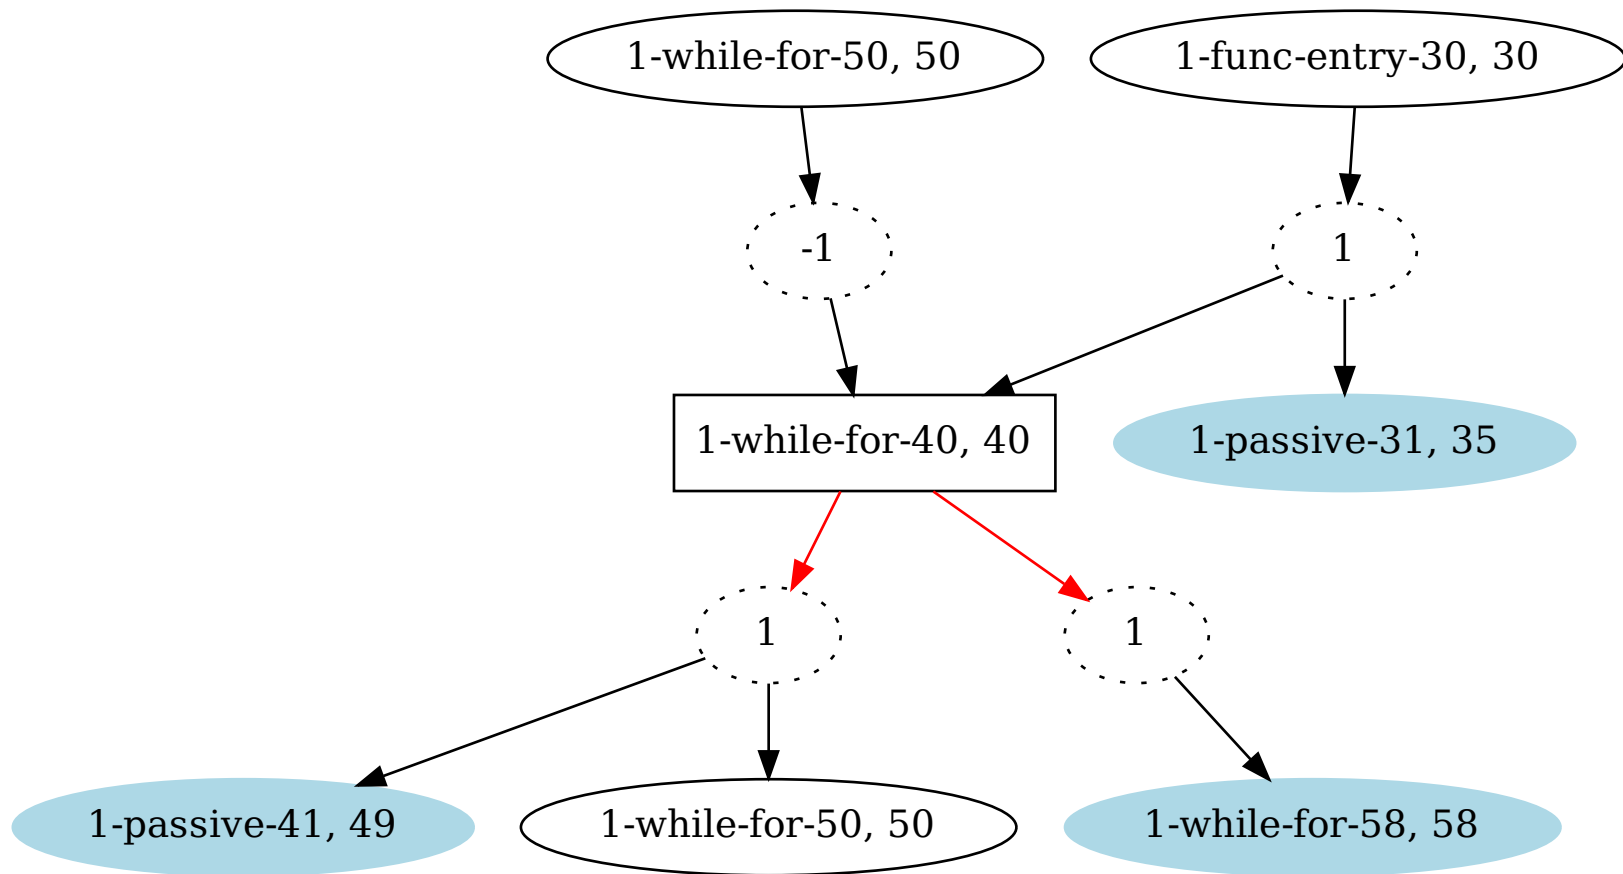 1-while-for-50, 50
1-func-entry-30, 30
-1
1
1-while-for-40, 40
1-passive-31, 35
1
1
1-passive-41, 49
1-while-for-50, 50
1-while-for-58, 58